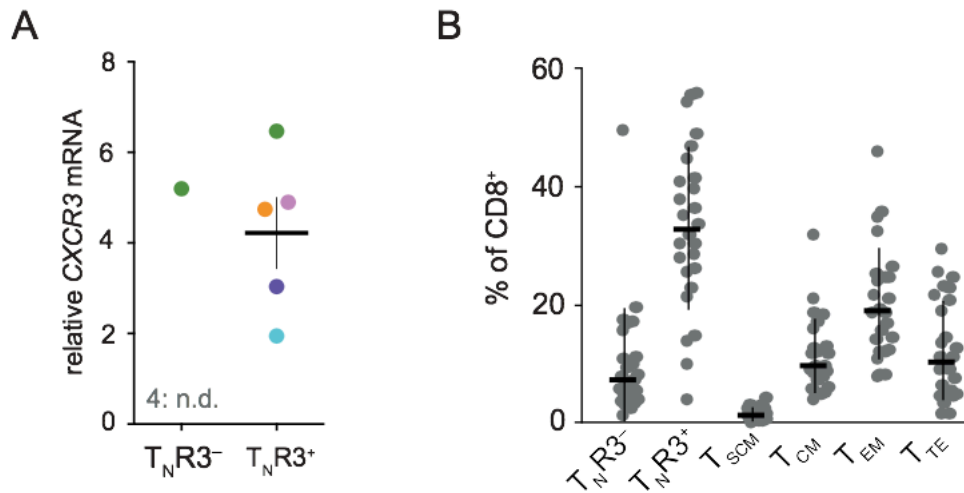 A
relative CXCR3 mRNA
8
6
4
2
0
4: n.d.
TNR3– TNR3+
B
% of CD8+
60
40
20
0
TNR3– TNR3+ TSCM TCM TEM TTE